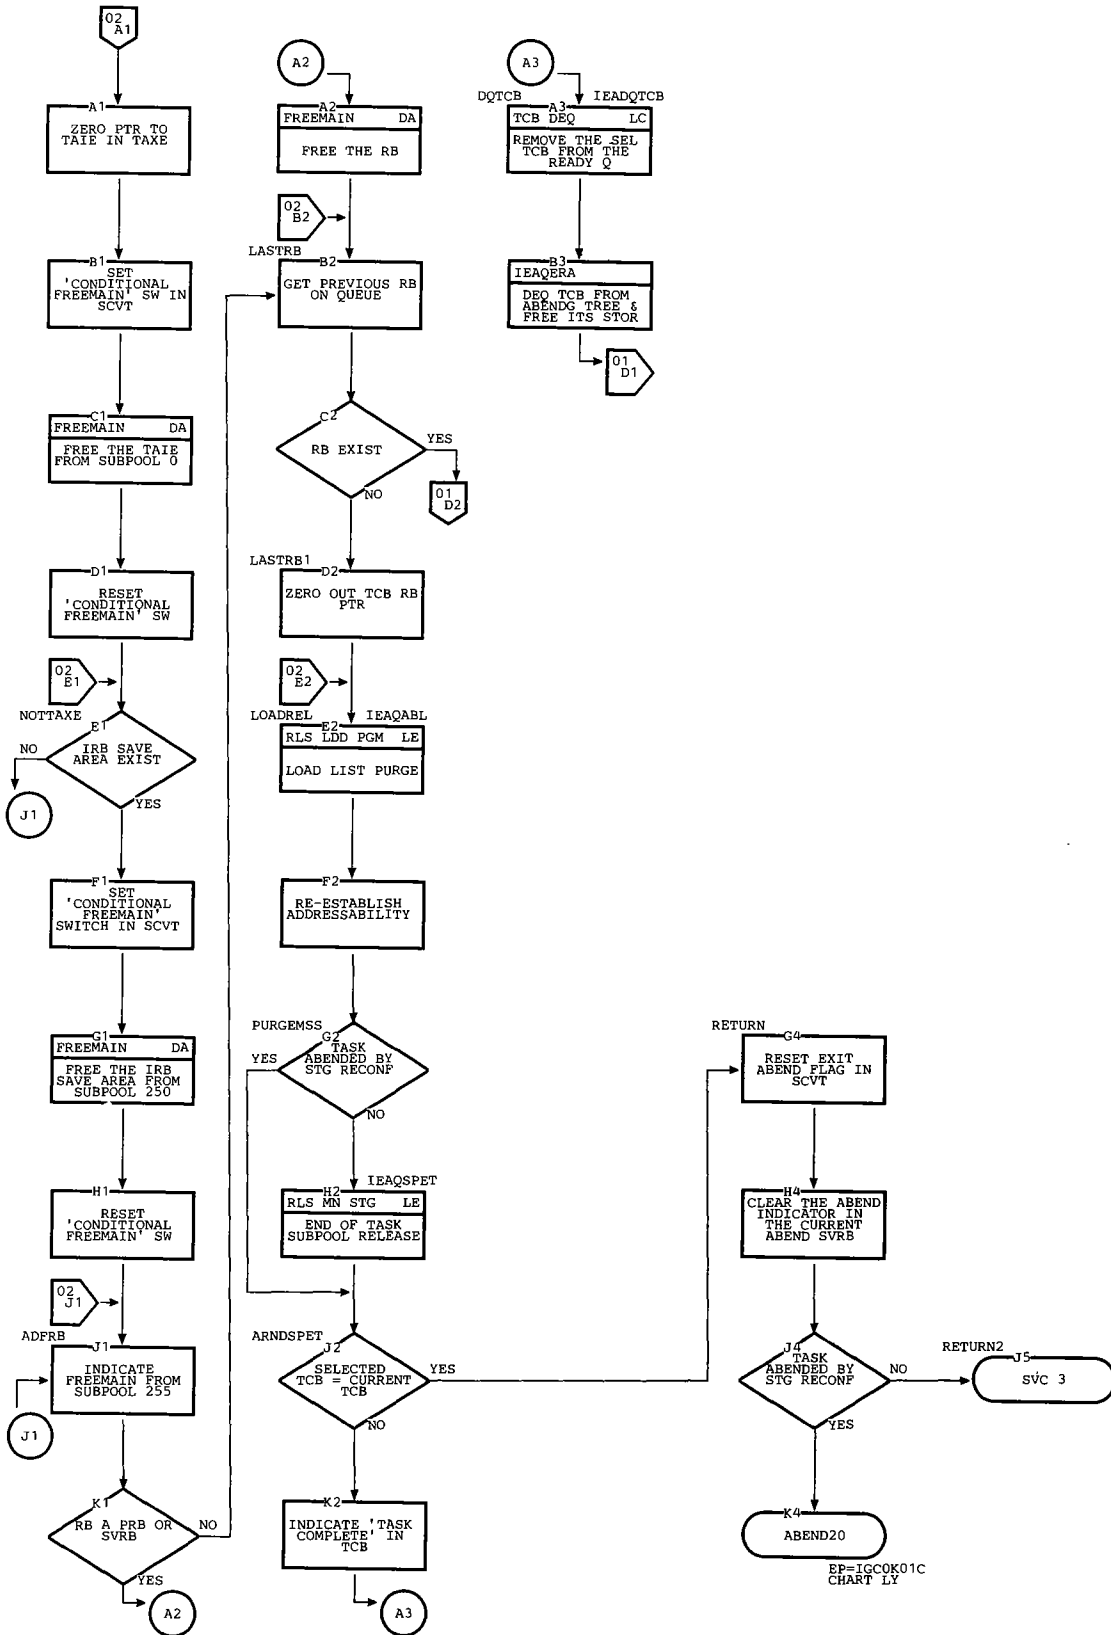 02
A1
A1
ZERO PTR TO
TAIE IN TAXE
B1
SET
'CONDITIONAL
FREEMAIN' SW IN
SCVT
C1
FREEMAIN DA
FREE THE TAIE
FROM SUBPOOL 0
D1
RESET
'CONDITIONAL
FREEMAIN' SW
02
E1
NOTTAXE
E1
IRB SAVE
AREA EXIST
NO
YES
J1
F1
SET
'CONDITIONAL
FREEMAIN'
SWITCH IN SCVT
G1
FREEMAIN DA
FREE THE IRB
SAVE AREA FROM
SUBPOOL 250
H1
RESET
'CONDITIONAL
FREEMAIN' SW
02
J1
ADFRB
J1
INDICATE
FREEMAIN FROM
SUBPOOL 255
J1
K1
RB A PRB OR
SVRB
NO
YES
A2
A2
A2
FREEMAIN DA
FREE THE RB
02
B2
LASTRB
B2
GET PREVIOUS RB
ON QUEUE
C2
RB EXIST
YES
NO
01
D2
LASTRB1
D2
ZERO OUT TCB RB
PTR
02
E2
LOADREL IEAQABL
E2
RLS LDD PGM LE
LOAD LIST PURGE
F2
RE-ESTABLISH
ADDRESSABILITY
PURGEMSS
G2
TASK
ABENDED BY
STG RECONF
YES
NO
IEAQSPET
H2
RLS MN STG LE
END OF TASK
SUBPOOL RELEASE
ARNDSPET
J2
SELECTED
TCB = CURRENT
TCB
YES
NO
K2
INDICATE 'TASK
COMPLETE' IN
TCB
A3
A3
DQTCB IEADQTCB
A3
TCB DEQ LC
REMOVE THE SEL
TCB FROM THE
READY Q
B3
IEAQERA
DEQ TCB FROM
ABENDG TREE &
FREE ITS STOR
01
D1
RETURN
G4
RESET EXIT
ABEND FLAG IN
SCVT
H4
CLEAR THE ABEND
INDICATOR IN
THE CURRENT
ABEND SVRB
J4
TASK
ABENDED BY
STG RECONF
NO
YES
RETURN2
J5
SVC 3
K4
ABEND20
EP=IGC0K01C
CHART LY